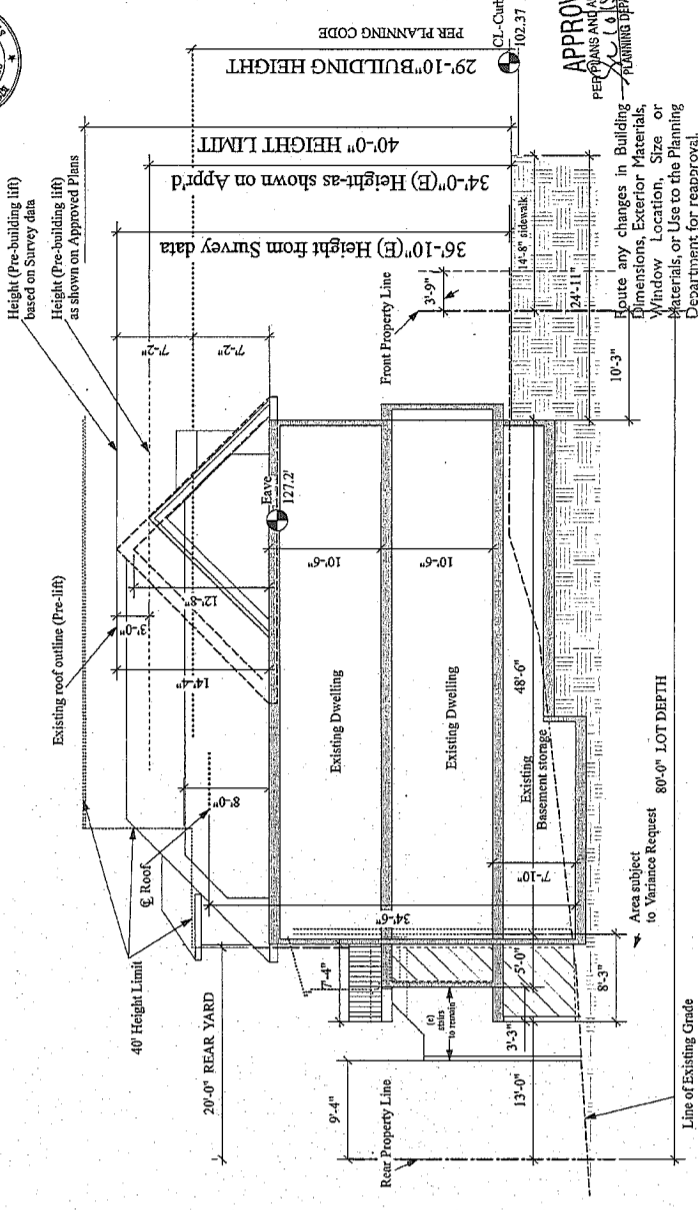 Height (Pre-building lift)
based on Survey data
Height (Pre-building lift)
as shown on Approved Plans
Existing roof outline (Pre-lift)
PER PLANNING CODE
29'-10" BUILDING HEIGHT
40'-0" HEIGHT LIMIT
34'-0"(E) Height-as shown on Appr'd
36'-10"(E) Height from Survey data
CL-Curb
102.37
APPROV
PER PLANS AND A
PLANNING DEPA
Route any changes in Building
Dimensions, Exterior Materials,
Window Location, Size or
Materials, or Use to the Planning
Department for reapproval.
7'-2"
7'-2"
14'-8" sidewalk
3'-9"
24'-11"
Front Property Line
10'-3"
Eave
127.2'
3'-0"
12'-8"
14'-4"
8'-0"
10'-6"
10'-6"
Existing Dwelling
Existing Dwelling
48'-6"
Existing
Basement storage
7'-10"
34'-6"
80'-0" LOT DEPTH
Area subject
to Variance Request
℄ Roof
40' Height Limit
20'-0" REAR YARD
7'-4"
(e)
stairs
to remain
5'-0"
8'-3"
3'-3"
9'-4"
13'-0"
Rear Property Line
Line of Existing Grade